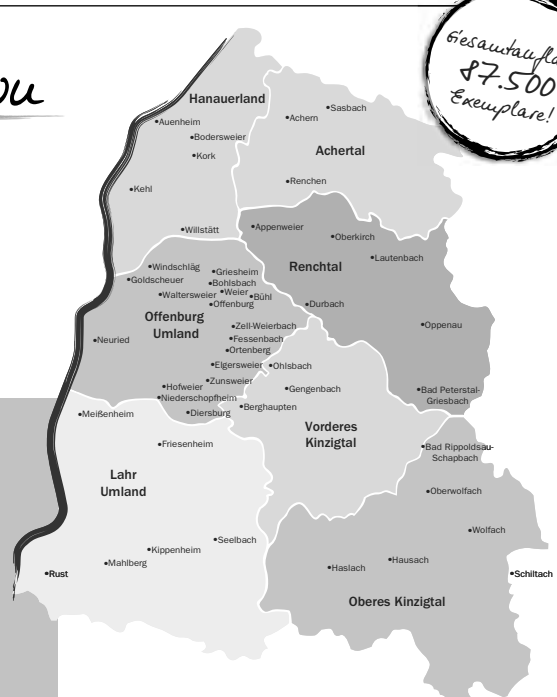 Gesamtaufla
87.500
Exemplare!
Hanauerland
Auenheim
Bodersweier
Kork
Kehl
Willstätt
Sasbach
Achern
Achertal
Renchen
Appenweier
Oberkirch
Lautenbach
Renchtal
Durbach
Oppenau
Bad Peterstal-
Griesbach
Windschläg
Goldscheuer
Griesheim
Bohlsbach
Waltersweier
Weier
Bühl
Offenburg
Offenburg
Umland
Neuried
Zell-Weierbach
Fessenbach
Ortenberg
Elgersweier
Ohlsbach
Zunsweier
Hofweier
Niederschopfheim
Diersburg
Gengenbach
Berghaupten
Vorderes
Kinzigtal
Meißenheim
Friesenheim
Lahr
Umland
Seelbach
Kippenheim
Mahlberg
Rust
Bad Rippoldsau-
Schapbach
Oberwolfach
Wolfach
Hausach
Haslach
Schiltach
Oberes Kinzigtal